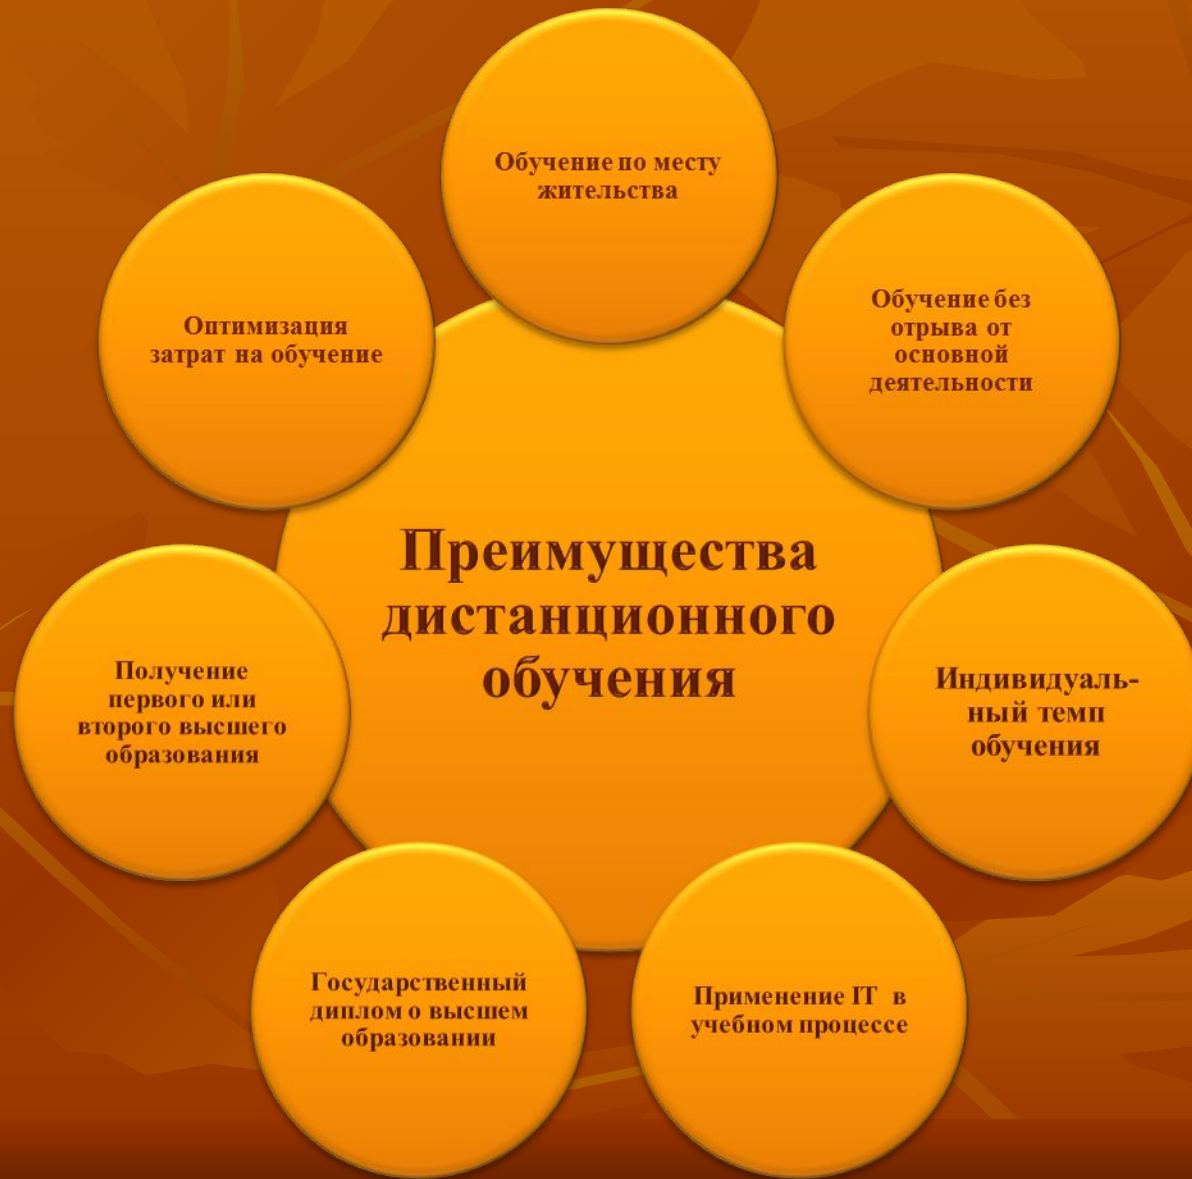 Обучение по месту
жительства
Оптимизация
затрат на обучение
Обучение без
отрыва от
основной
деятельности
Преимущества
дистанционного
обучения
Получение
первого или
второго высшего
образования
Индивидуаль-
ный темп
обучения
Государственный
диплом о высшем
образовании
Применение IT в
учебном процессе